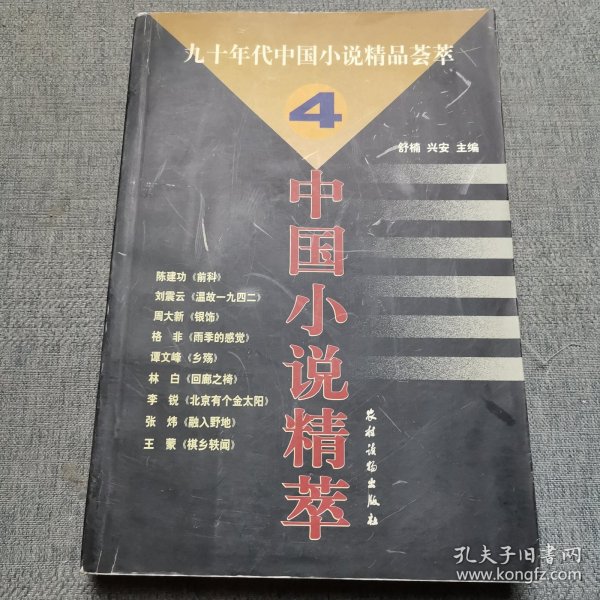 九十年代中国小说精品荟萃
4
舒楠 兴安 主编
中国小说精萃
陈建功《前科》
刘震云《温故一九四二》
周大新《银饰》
格 非《雨季的感觉》
谭文峰《乡殇》
林 白《回廊之椅》
李 锐《北京有个金太阳》
张 炜《融入野地》
王 蒙《棋乡轶闻》
农村读物出版社
孔夫子旧书网
www.kongfz.com